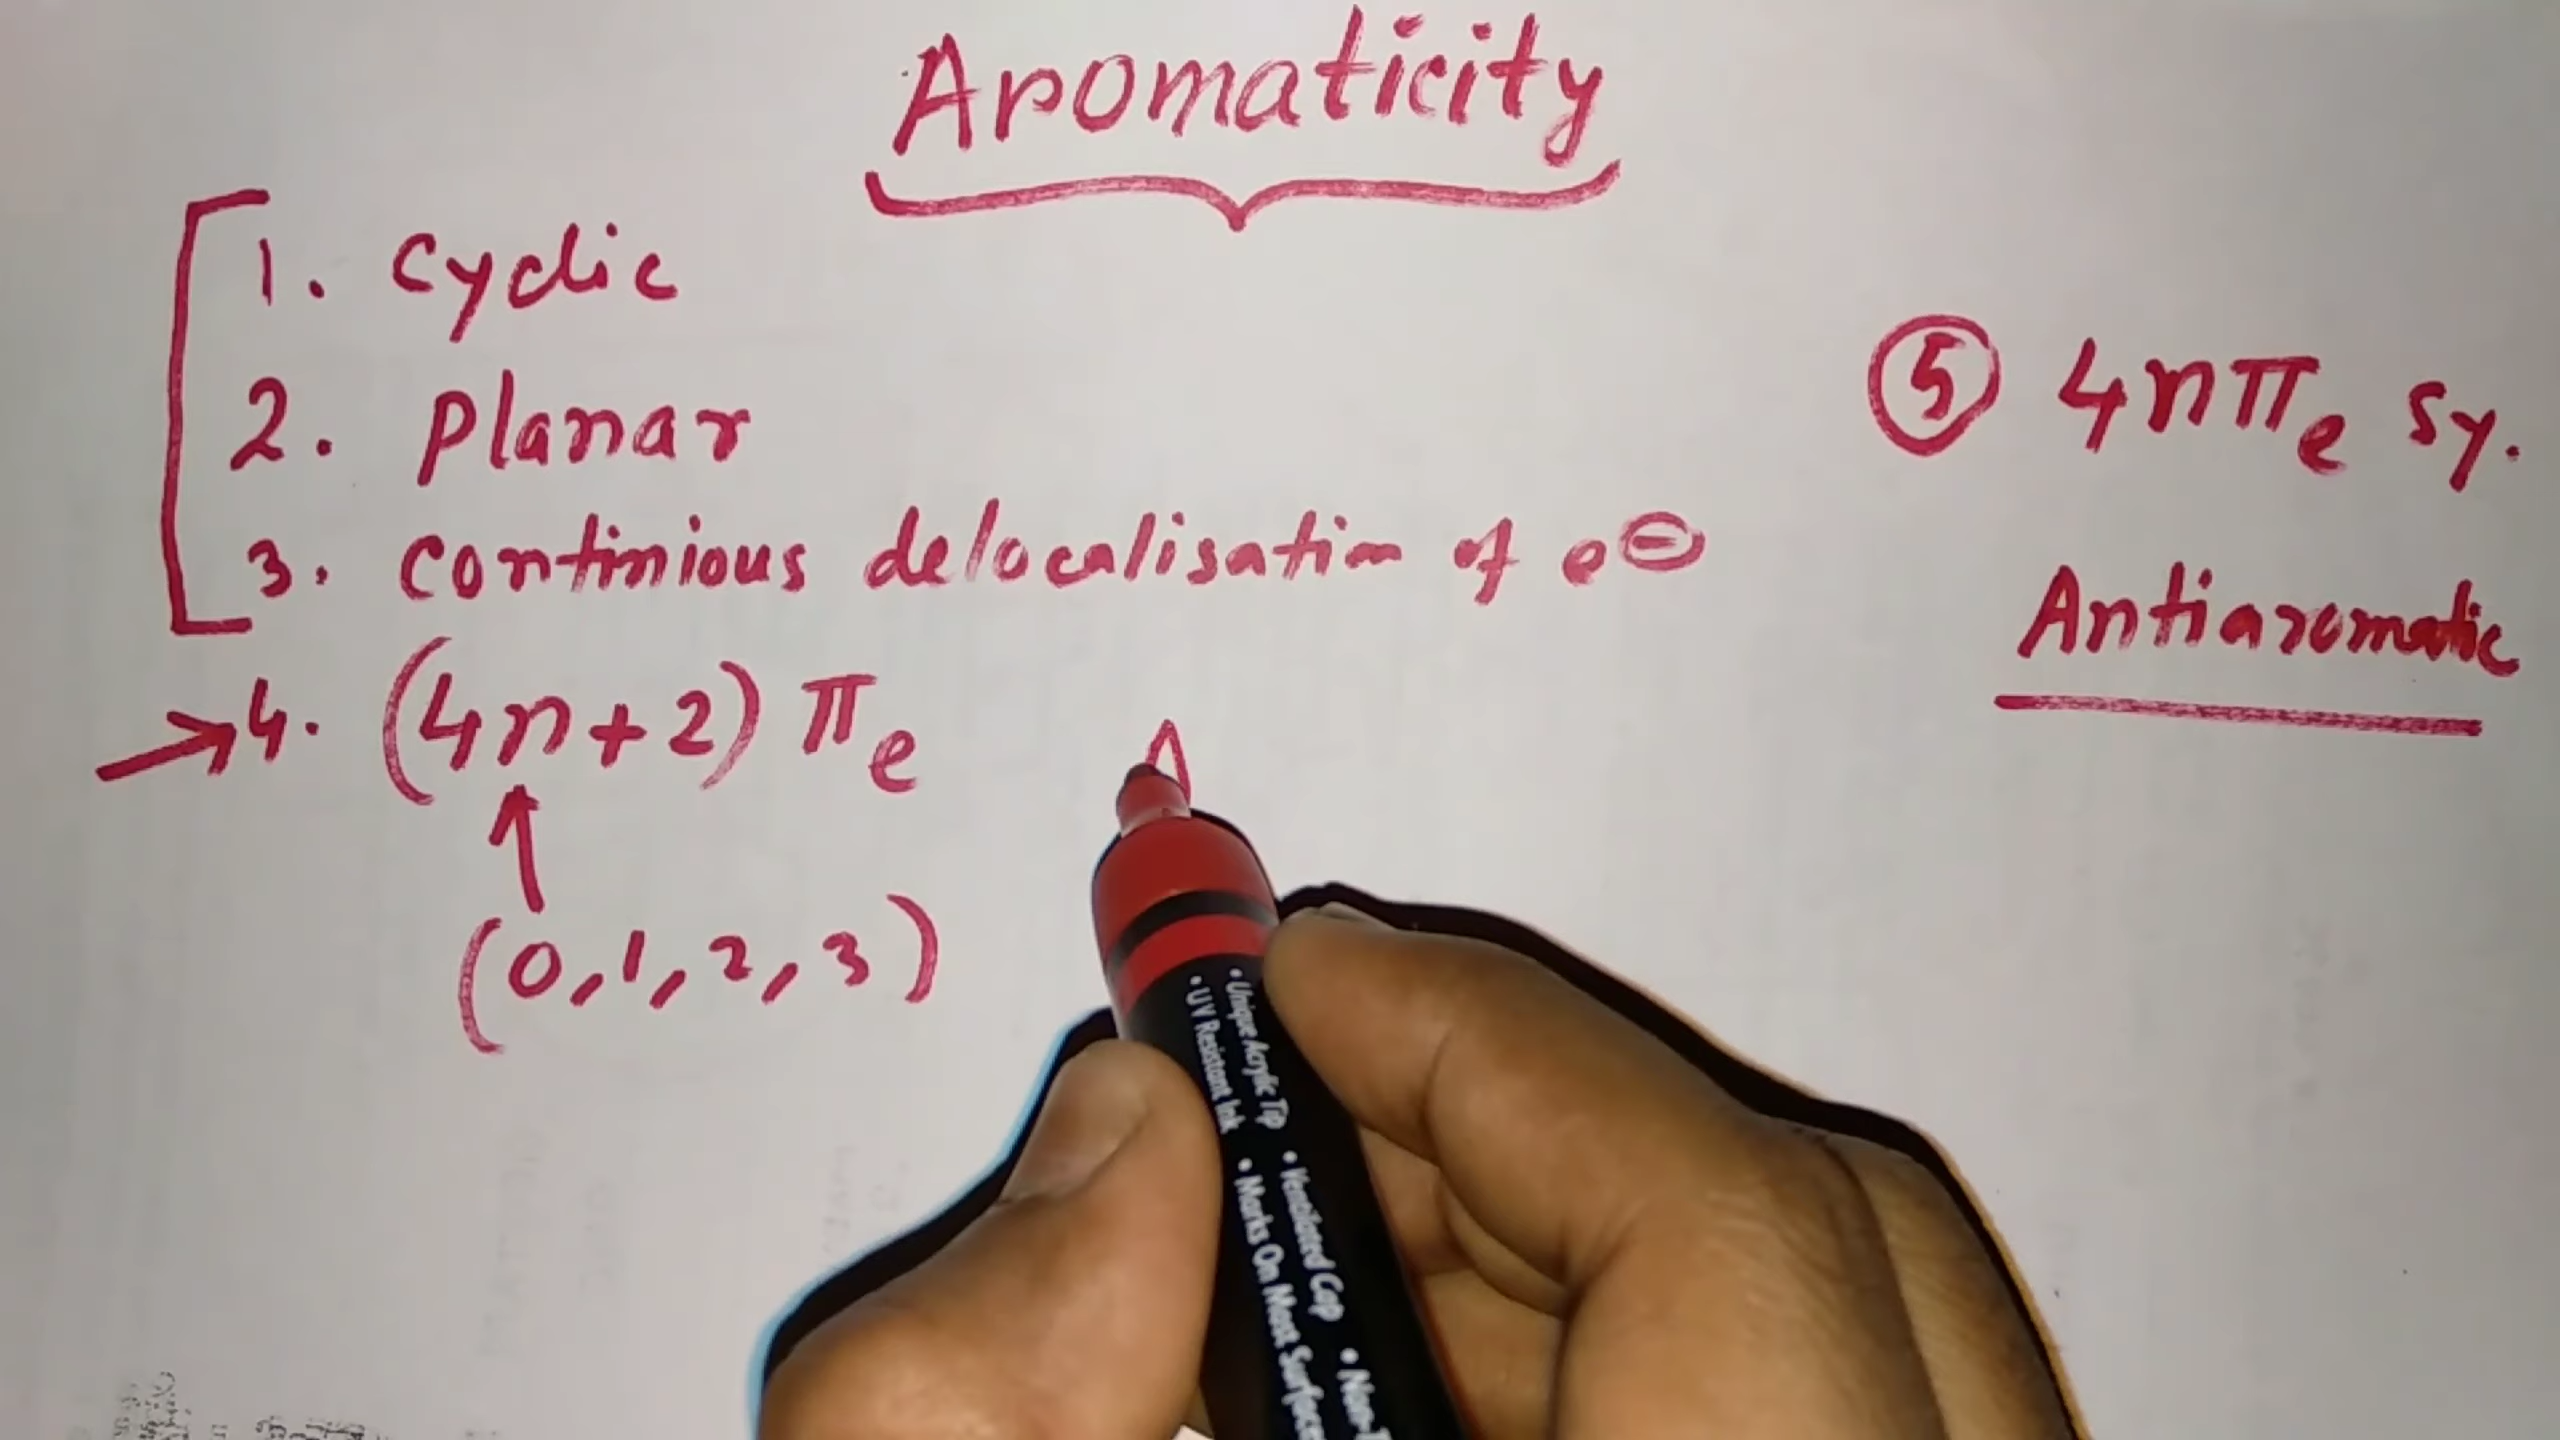 Aromaticity
1. Cyclic
2. Planar
3. Continious delocalisation of e⊖
→4. (4n+2) πe
↑
(0,1,2,3)
A
⑤ 4nπe sy.
Antiaromatic
• Unique Acrylic Tip • Ventilated Cap
• UV Resistant Ink • Marks On Most